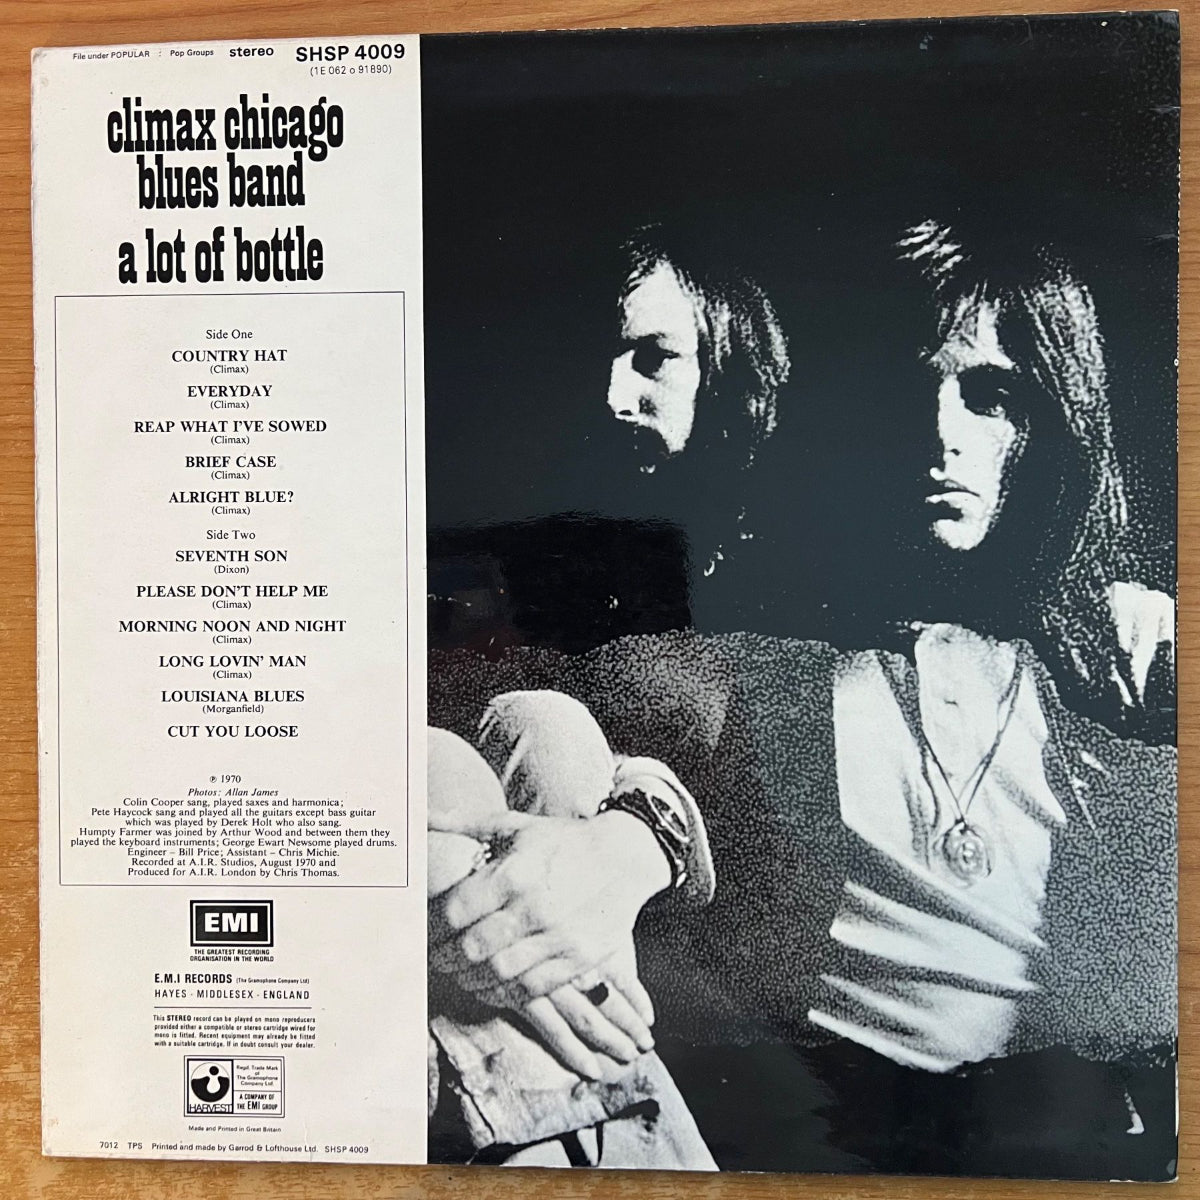 File under POPULAR : Pop Groups stereo SHSP 4009
(1E 062 o 91890)
climax chicago
blues band
a lot of bottle
Side One
COUNTRY HAT
(Climax)
EVERYDAY
(Climax)
REAP WHAT I'VE SOWED
(Climax)
BRIEF CASE
(Climax)
ALRIGHT BLUE?
(Climax)
Side Two
SEVENTH SON
(Dixon)
PLEASE DON'T HELP ME
(Climax)
MORNING NOON AND NIGHT
(Climax)
LONG LOVIN' MAN
(Climax)
LOUISIANA BLUES
(Morganfield)
CUT YOU LOOSE
℗ 1970
Photos: Allan James
Colin Cooper sang, played saxes and harmonica;
Pete Haycock sang and played all the guitars except bass guitar
which was played by Derek Holt who also sang.
Humpty Farmer was joined by Arthur Wood and between them they
played the keyboard instruments; George Ewart Newsome played drums.
Engineer – Bill Price; Assistant – Chris Michie.
Recorded at A.I.R. Studios, August 1970 and
Produced for A.I.R. London by Chris Thomas.
EMI
THE GREATEST RECORDING
ORGANISATION IN THE WORLD
E.M.I RECORDS (The Gramophone Company Ltd)
HAYES · MIDDLESEX · ENGLAND
This STEREO record can be played on mono reproducers
provided either a compatible or stereo cartridge wired for
mono is fitted. Recent equipment may already be fitted
with a suitable cartridge. If in doubt consult your dealer.
HARVEST
Regd. Trade Mark
of
The Gramophone
Company Ltd.
A COMPANY OF
THE EMI GROUP
Made and Printed in Great Britain
7012 TPS Printed and made by Garrod & Lofthouse Ltd. SHSP 4009